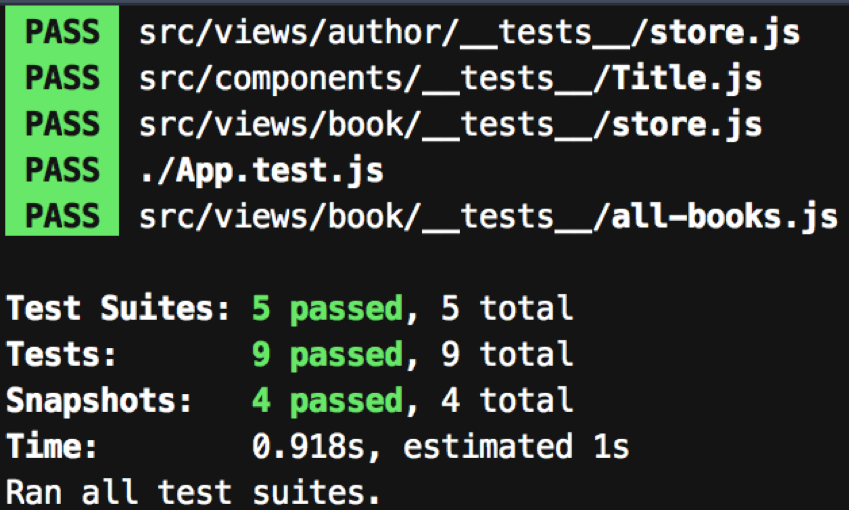 PASS src/views/author/__tests__/store.js
PASS src/components/__tests__/Title.js
PASS src/views/book/__tests__/store.js
PASS ./App.test.js
PASS src/views/book/__tests__/all-books.js
Test Suites: 5 passed, 5 total
Tests: 9 passed, 9 total
Snapshots: 4 passed, 4 total
Time: 0.918s, estimated 1s
Ran all test suites.